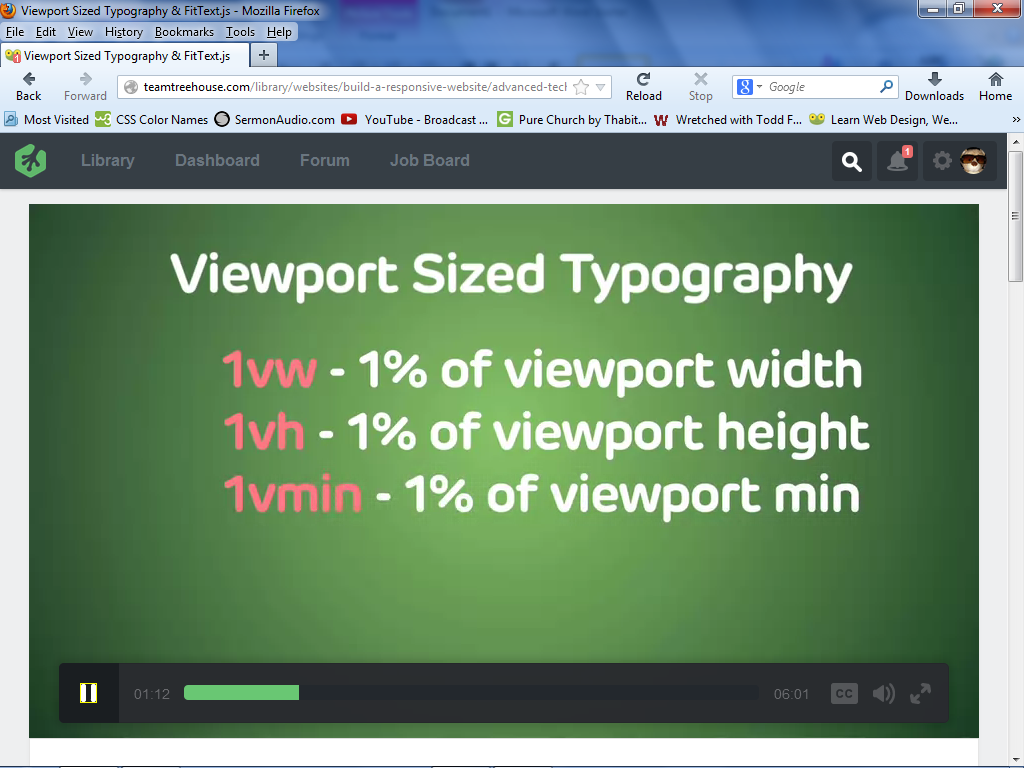 Viewport Sized Typography & FitText.js - Mozilla Firefox
File Edit View History Bookmarks Tools Help
Viewport Sized Typography & FitText.js +
Back Forward teamtreehouse.com/library/websites/build-a-responsive-website/advanced-tecl Reload Stop Google Downloads Home
Most Visited CSS Color Names SermonAudio.com YouTube - Broadcast ... Pure Church by Thabit... W Wretched with Todd F... Learn Web Design, We... »
Library Dashboard Forum Job Board 1
Viewport Sized Typography
1vw - 1% of viewport width
1vh - 1% of viewport height
1vmin - 1% of viewport min
01:12 06:01 CC